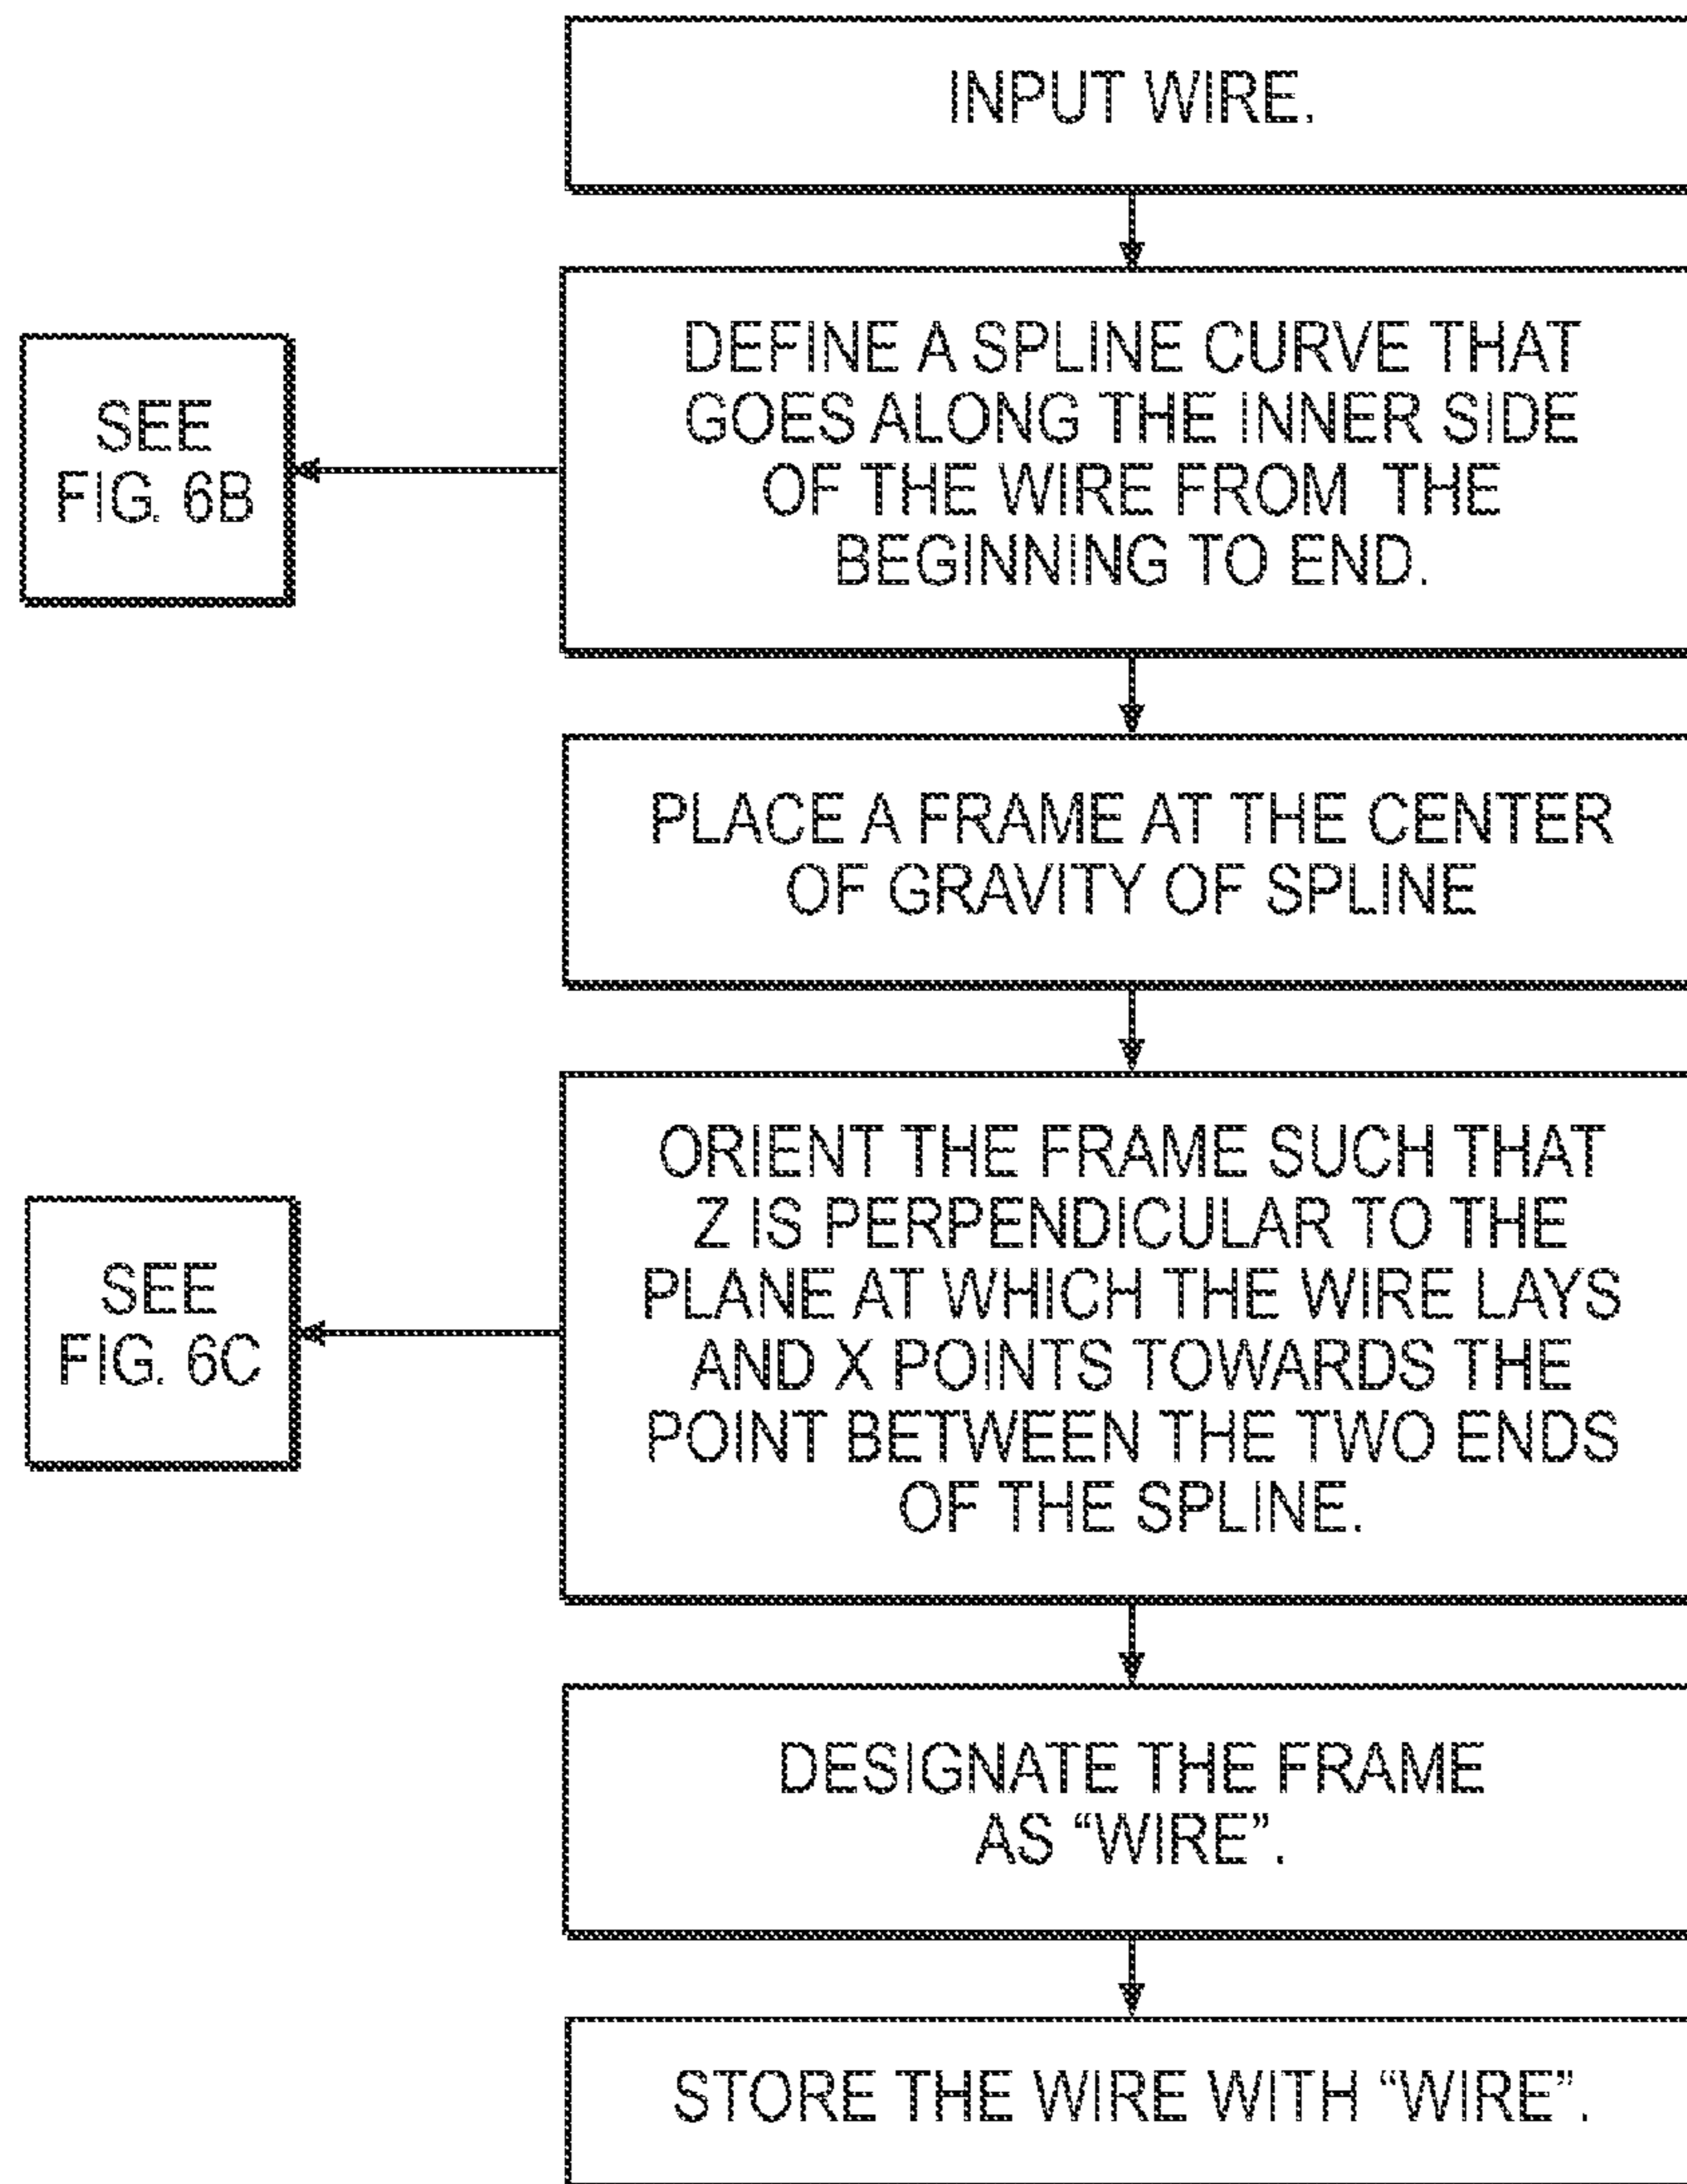 INPUT WIRE.
DEFINE A SPLINE CURVE THAT
GOES ALONG THE INNER SIDE
OF THE WIRE FROM THE
BEGINNING TO END.
SEE
FIG. 6B
PLACE A FRAME AT THE CENTER
OF GRAVITY OF SPLINE
ORIENT THE FRAME SUCH THAT
Z IS PERPENDICULAR TO THE
PLANE AT WHICH THE WIRE LAYS
AND X POINTS TOWARDS THE
POINT BETWEEN THE TWO ENDS
OF THE SPLINE.
SEE
FIG. 6C
DESIGNATE THE FRAME
AS “WIRE”.
STORE THE WIRE WITH “WIRE”.